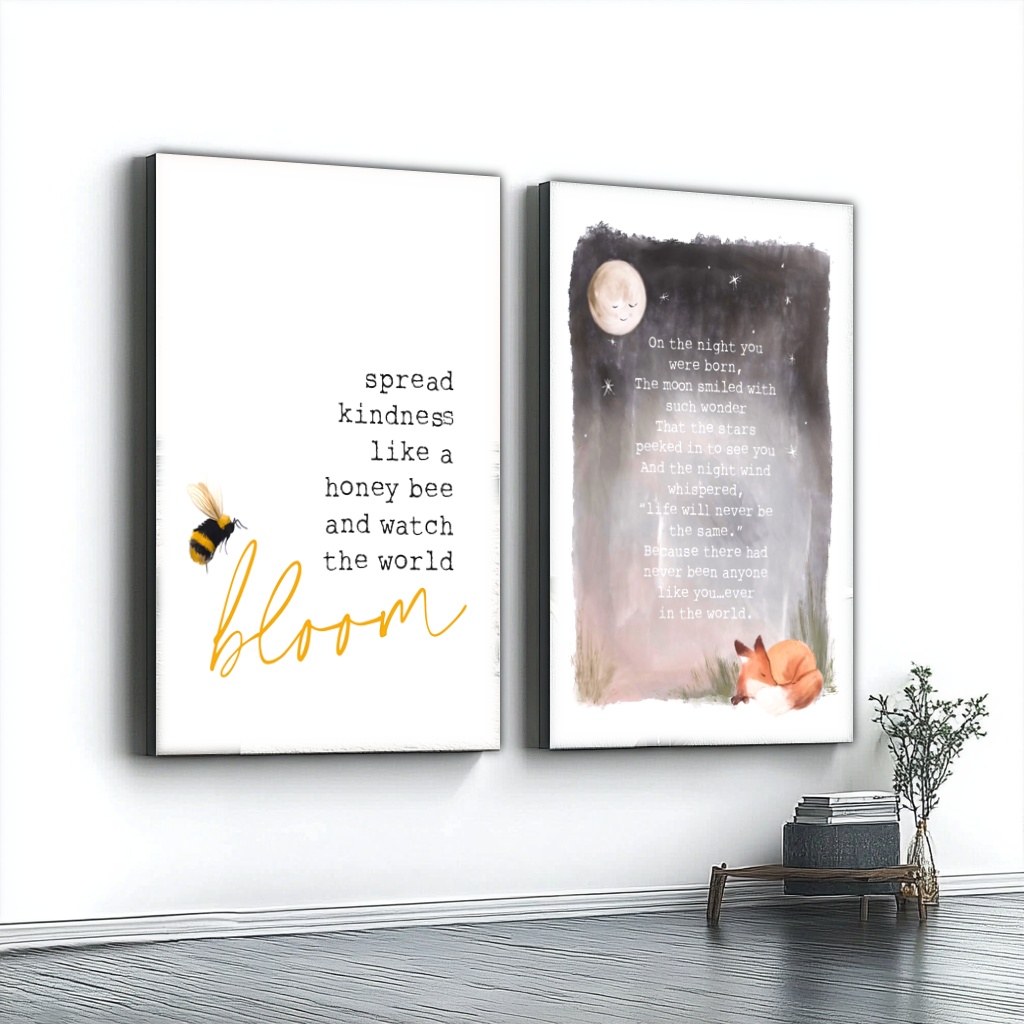 spread
kindness
like a
honey bee
and watch
the world
bloom
On the night you
were born,
The moon smiled with
such wonder
That the stars
peeked in to see you
And the night wind
whispered,
"life will never be
the same."
Because there had
never been anyone
like you...ever
in the world.